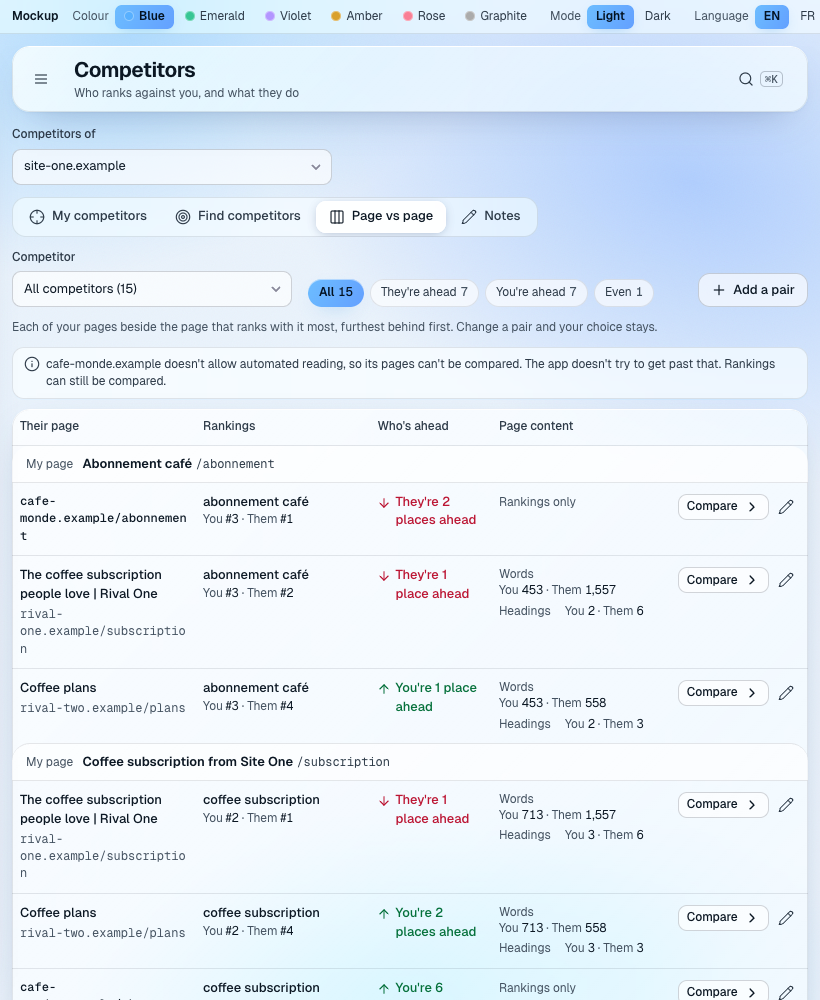 Mockup Colour Blue Emerald Violet Amber Rose Graphite Mode Light Dark Language EN FR
Competitors
Who ranks against you, and what they do
⌘K
Competitors of
site-one.example
My competitors Find competitors Page vs page Notes
Competitor
All competitors (15) All 15 They're ahead 7 You're ahead 7 Even 1 Add a pair
Each of your pages beside the page that ranks with it most, furthest behind first. Change a pair and your choice stays.
cafe-monde.example doesn't allow automated reading, so its pages can't be compared. The app doesn't try to get past that. Rankings
can still be compared.
Their page Rankings Who's ahead Page content
My page Abonnement café /abonnement
cafe-
monde.example/abonnemen
t
abonnement café
You #3 · Them #1
They're 2
places ahead
Rankings only
Compare
The coffee subscription
people love | Rival One
rival-
one.example/subscriptio
n
abonnement café
You #3 · Them #2
They're 1
place ahead
Words
You 453 · Them 1,557
Headings You 2 · Them 6
Compare
Coffee plans
rival-two.example/plans
abonnement café
You #3 · Them #4
You're 1 place
ahead
Words
You 453 · Them 558
Headings You 2 · Them 3
Compare
My page Coffee subscription from Site One /subscription
The coffee subscription
people love | Rival One
rival-
one.example/subscriptio
n
coffee subscription
You #2 · Them #1
They're 1
place ahead
Words
You 713 · Them 1,557
Headings You 3 · Them 6
Compare
Coffee plans
rival-two.example/plans
coffee subscription
You #2 · Them #4
You're 2
places ahead
Words
You 713 · Them 558
Headings You 3 · Them 3
Compare
cafe-
coffee subscription
You're 6
Rankings only
Compare